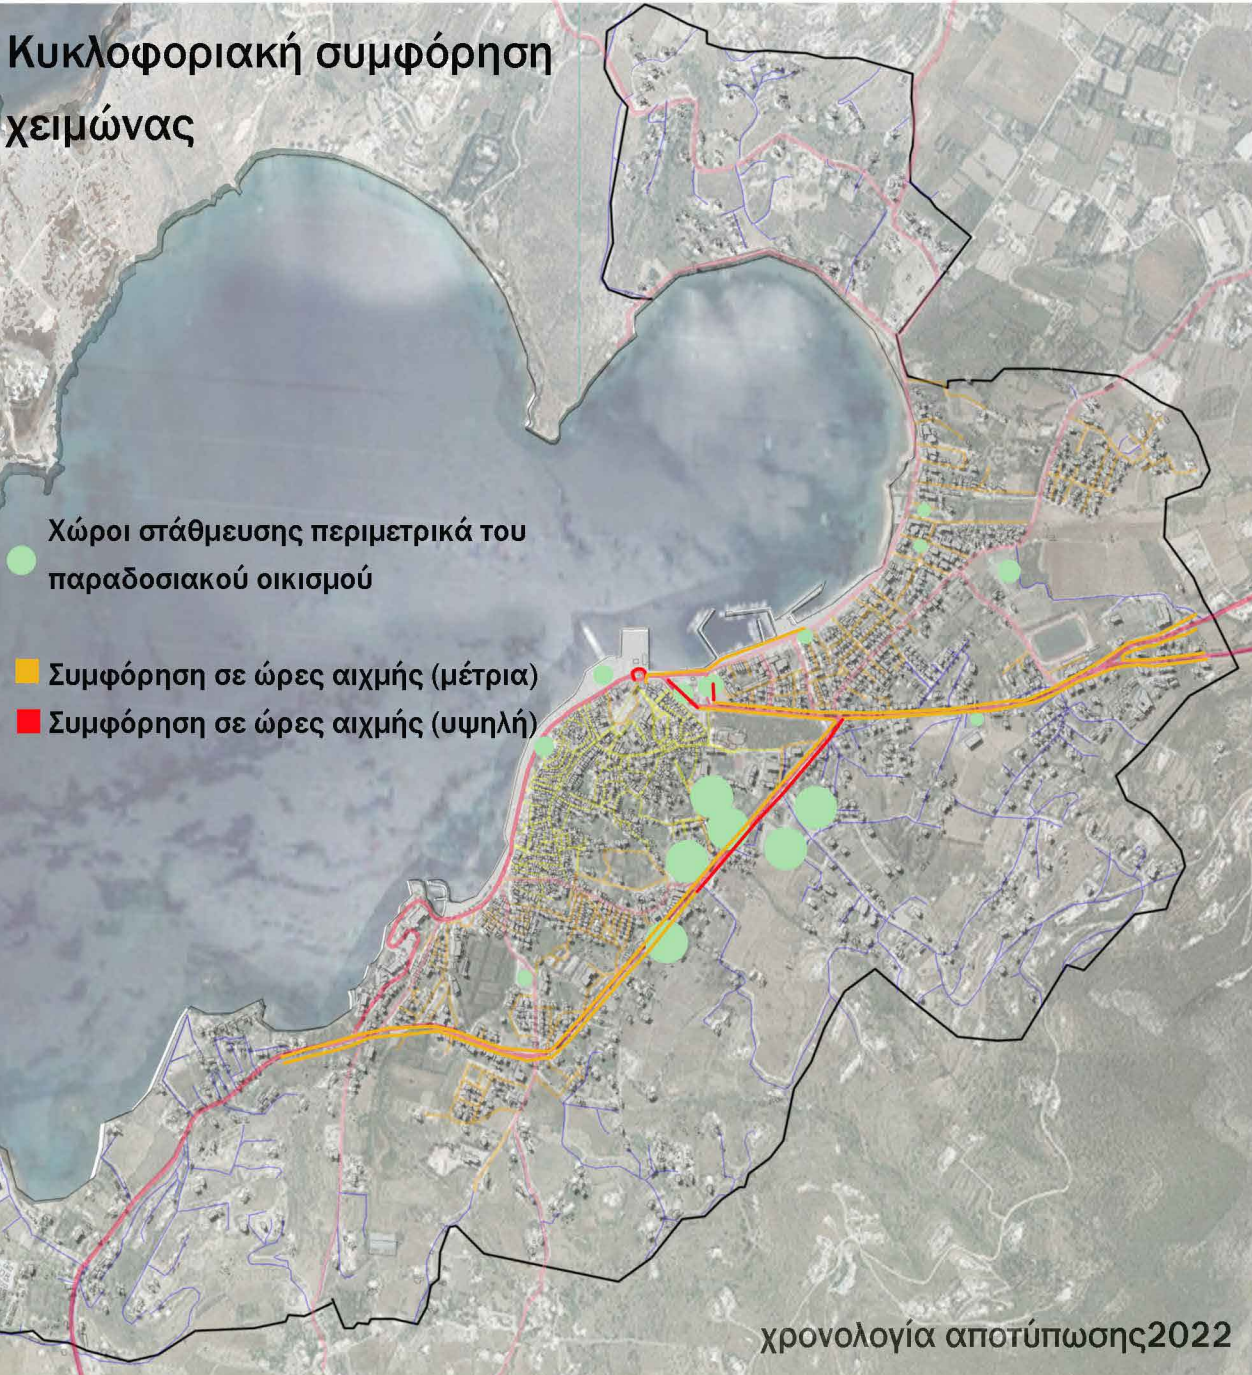 Κυκλοφοριακή συμφόρηση
χειμώνας
Χώροι στάθμευσης περιμετρικά του
παραδοσιακού οικισμού
Συμφόρηση σε ώρες αιχμής (μέτρια)
Συμφόρηση σε ώρες αιχμής (υψηλή)
χρονολογία αποτύπωσης2022